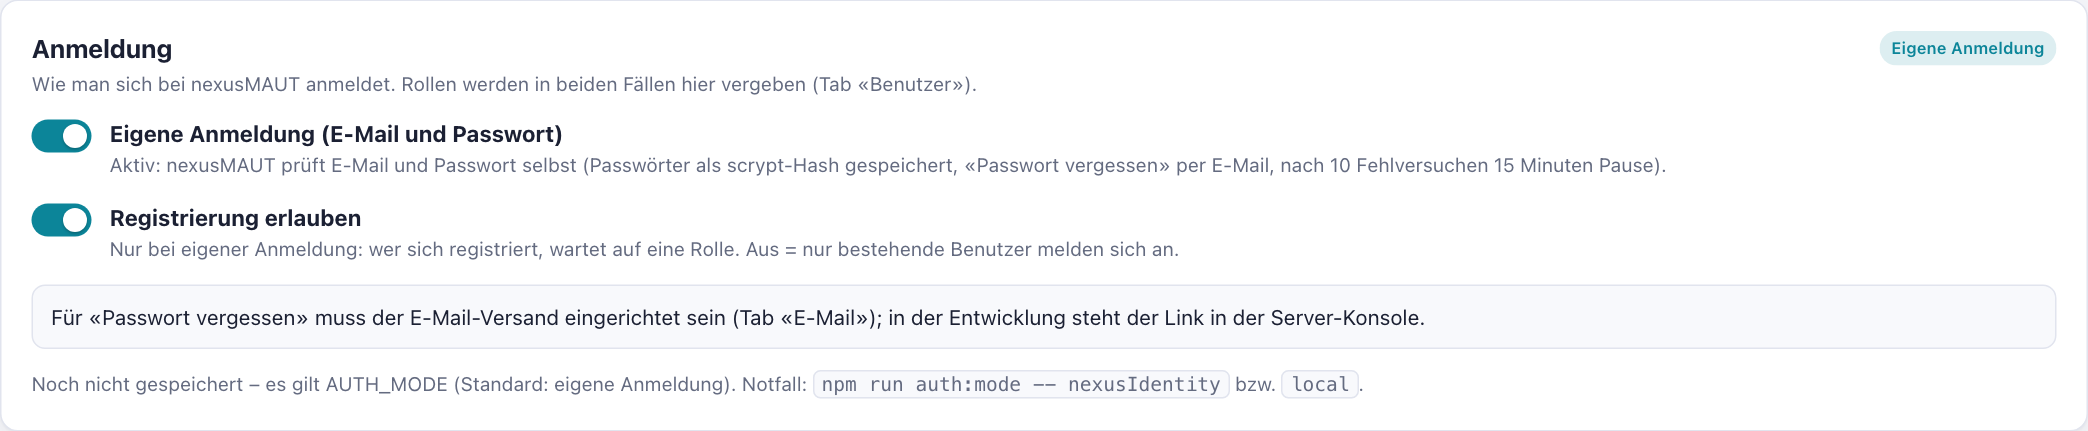 Anmeldung
Eigene Anmeldung
Wie man sich bei nexusMAUT anmeldet. Rollen werden in beiden Fällen hier vergeben (Tab «Benutzer»).
Eigene Anmeldung (E-Mail und Passwort)
Aktiv: nexusMAUT prüft E-Mail und Passwort selbst (Passwörter als scrypt-Hash gespeichert, «Passwort vergessen» per E-Mail, nach 10 Fehlversuchen 15 Minuten Pause).
Registrierung erlauben
Nur bei eigener Anmeldung: wer sich registriert, wartet auf eine Rolle. Aus = nur bestehende Benutzer melden sich an.
Für «Passwort vergessen» muss der E-Mail-Versand eingerichtet sein (Tab «E-Mail»); in der Entwicklung steht der Link in der Server-Konsole.
Noch nicht gespeichert – es gilt AUTH_MODE (Standard: eigene Anmeldung). Notfall: npm run auth:mode -- nexusIdentity bzw. local.